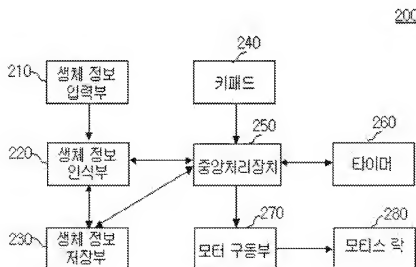 200
240
210
생체 정보
입력부
키패드
250
260
220
생체 정보
인식부
중앙처리장치
타이머
230
270
280
생체 정보
저장부
모터 구동부
모티스 락